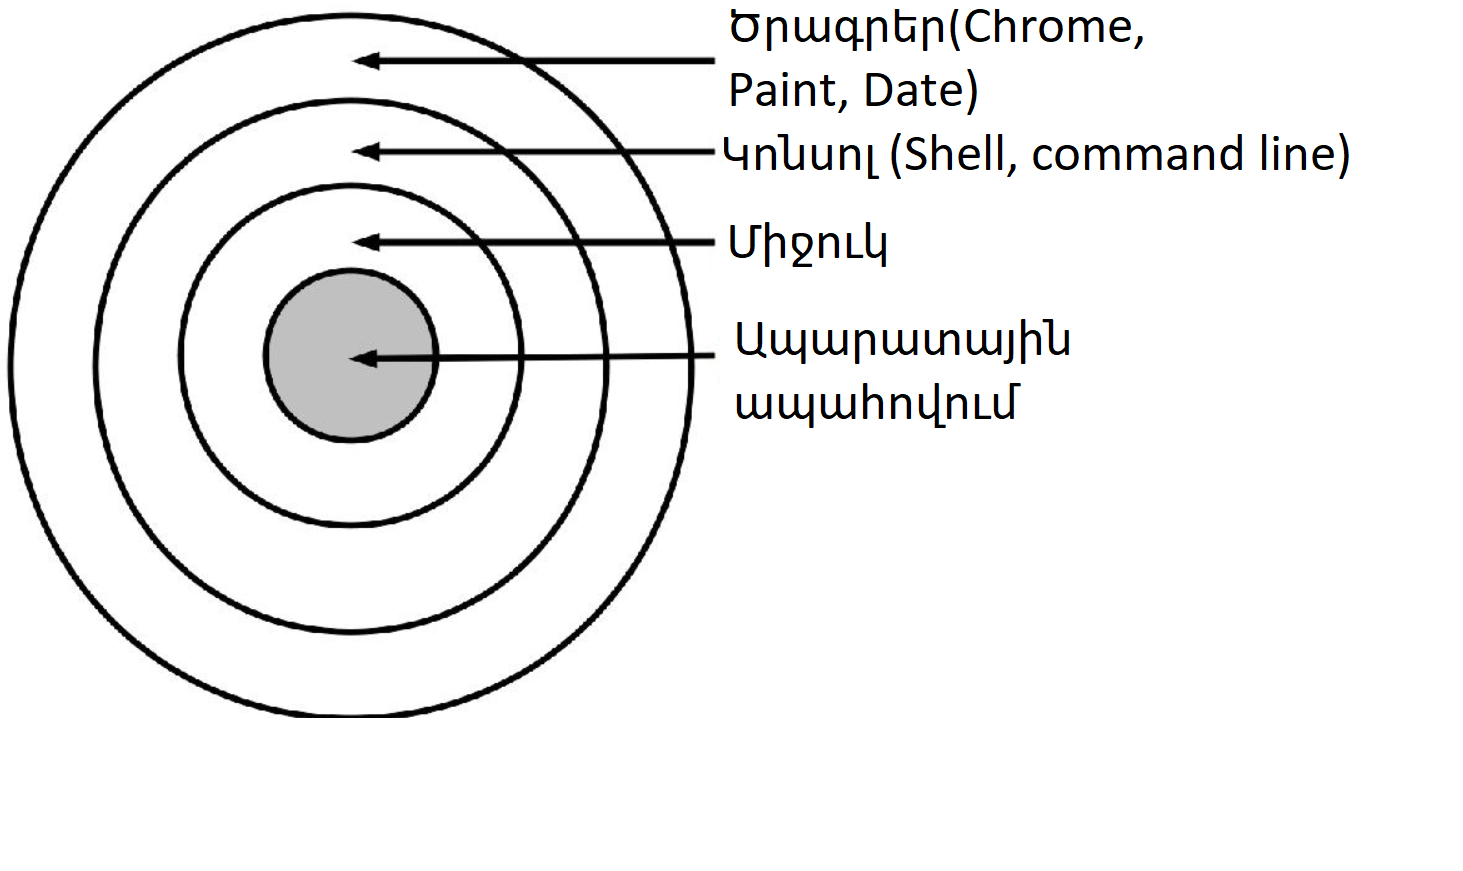 Ծրագրեր(Chrome,
Paint, Date)
Կոնսոլ (Shell, command line)
Միջուկ
Ապարատային
ապահովում